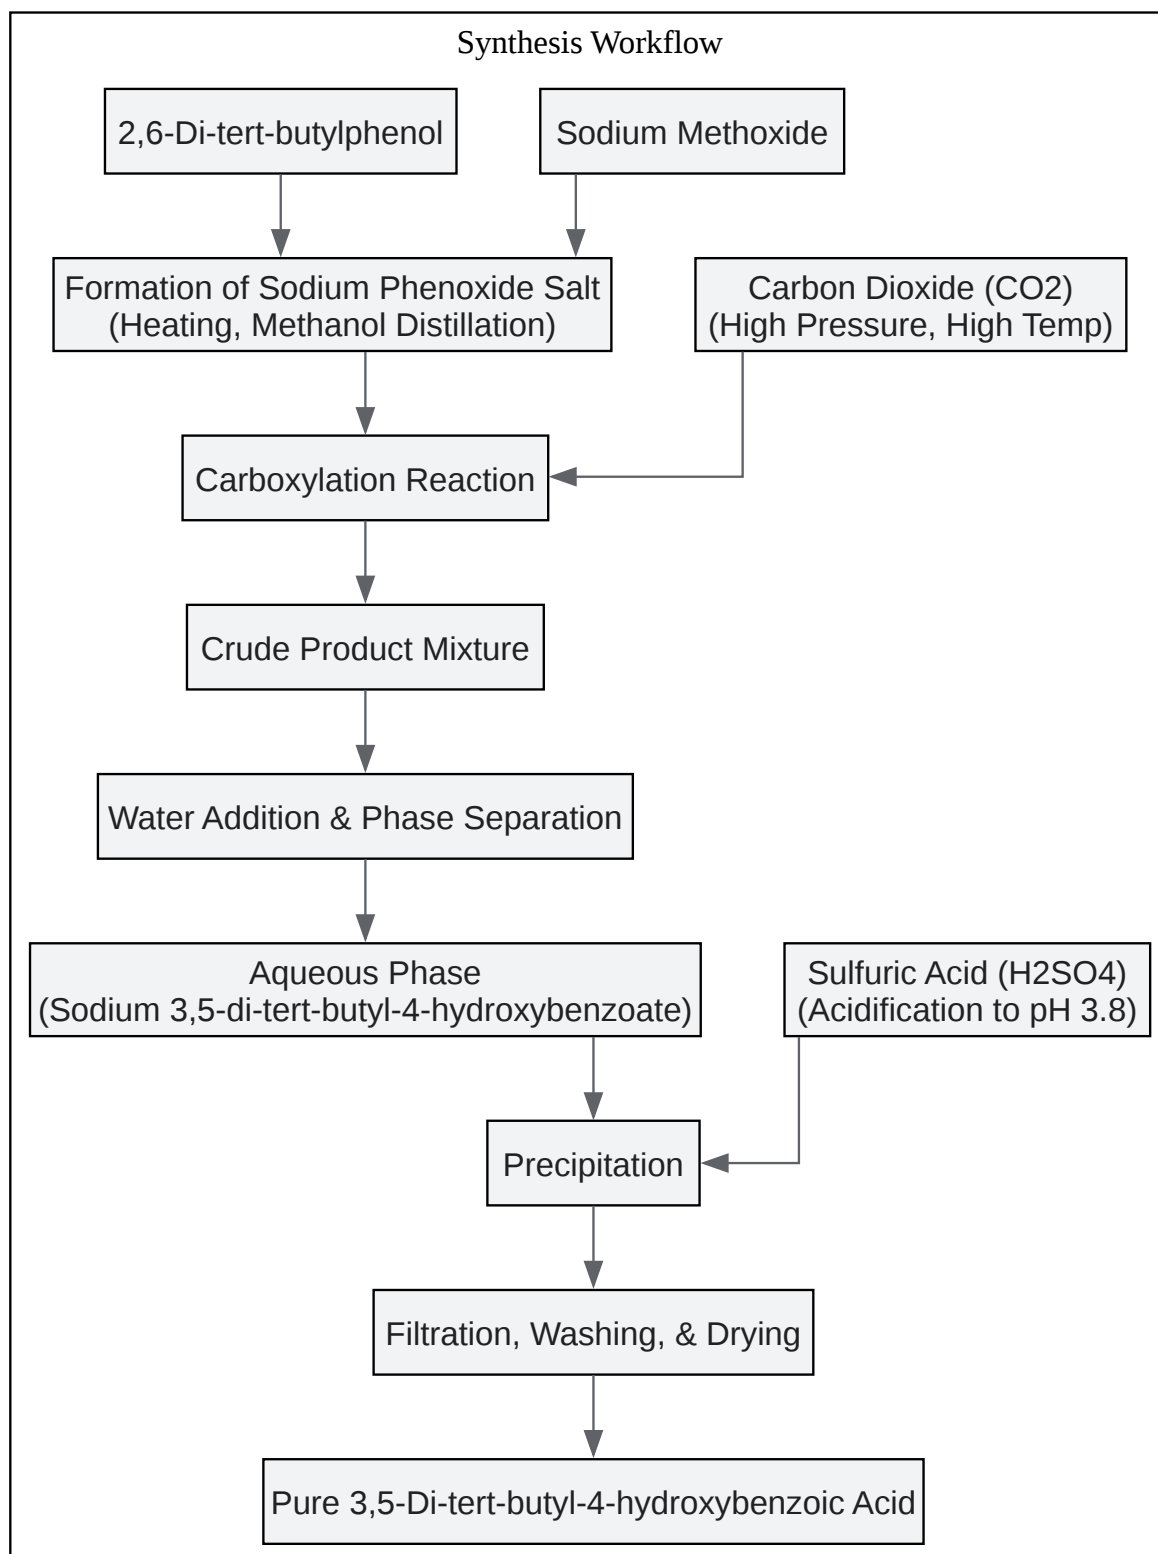 Synthesis Workflow
2,6-Di-tert-butylphenol
Sodium Methoxide
Formation of Sodium Phenoxide Salt
(Heating, Methanol Distillation)
Carbon Dioxide (CO2)
(High Pressure, High Temp)
Carboxylation Reaction
Crude Product Mixture
Water Addition & Phase Separation
Aqueous Phase
(Sodium 3,5-di-tert-butyl-4-hydroxybenzoate)
Sulfuric Acid (H2SO4)
(Acidification to pH 3.8)
Precipitation
Filtration, Washing, & Drying
Pure 3,5-Di-tert-butyl-4-hydroxybenzoic Acid